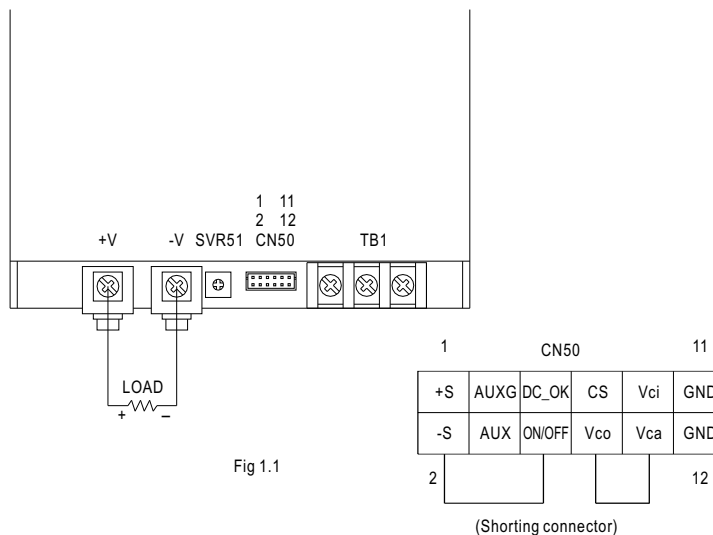 1 11
2 12
+V -V SVR51 CN50 TB1
LOAD
+ –
Fig 1.1
1 CN50 11
+S AUXG DC_OK CS Vci GND
-S AUX ON/OFF Vco Vca GND
2 12
(Shorting connector)